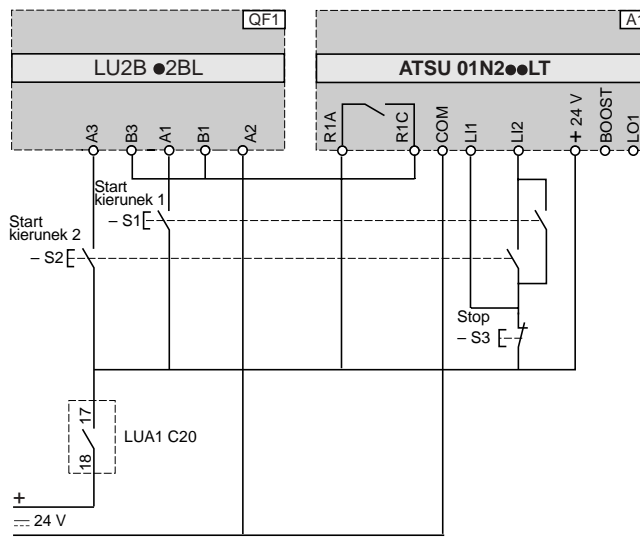 QF1
A1
LU2B ●2BL
ATSU 01N2●●LT
A3
B3
A1
B1
A2
R1A
R1C
COM
LI1
LI2
+ 24 V
BOOST
LO1
Start
kierunek 1
– S1
Start
kierunek 2
– S2
Stop
– S3
17
18
LUA1 C20
+
24 V